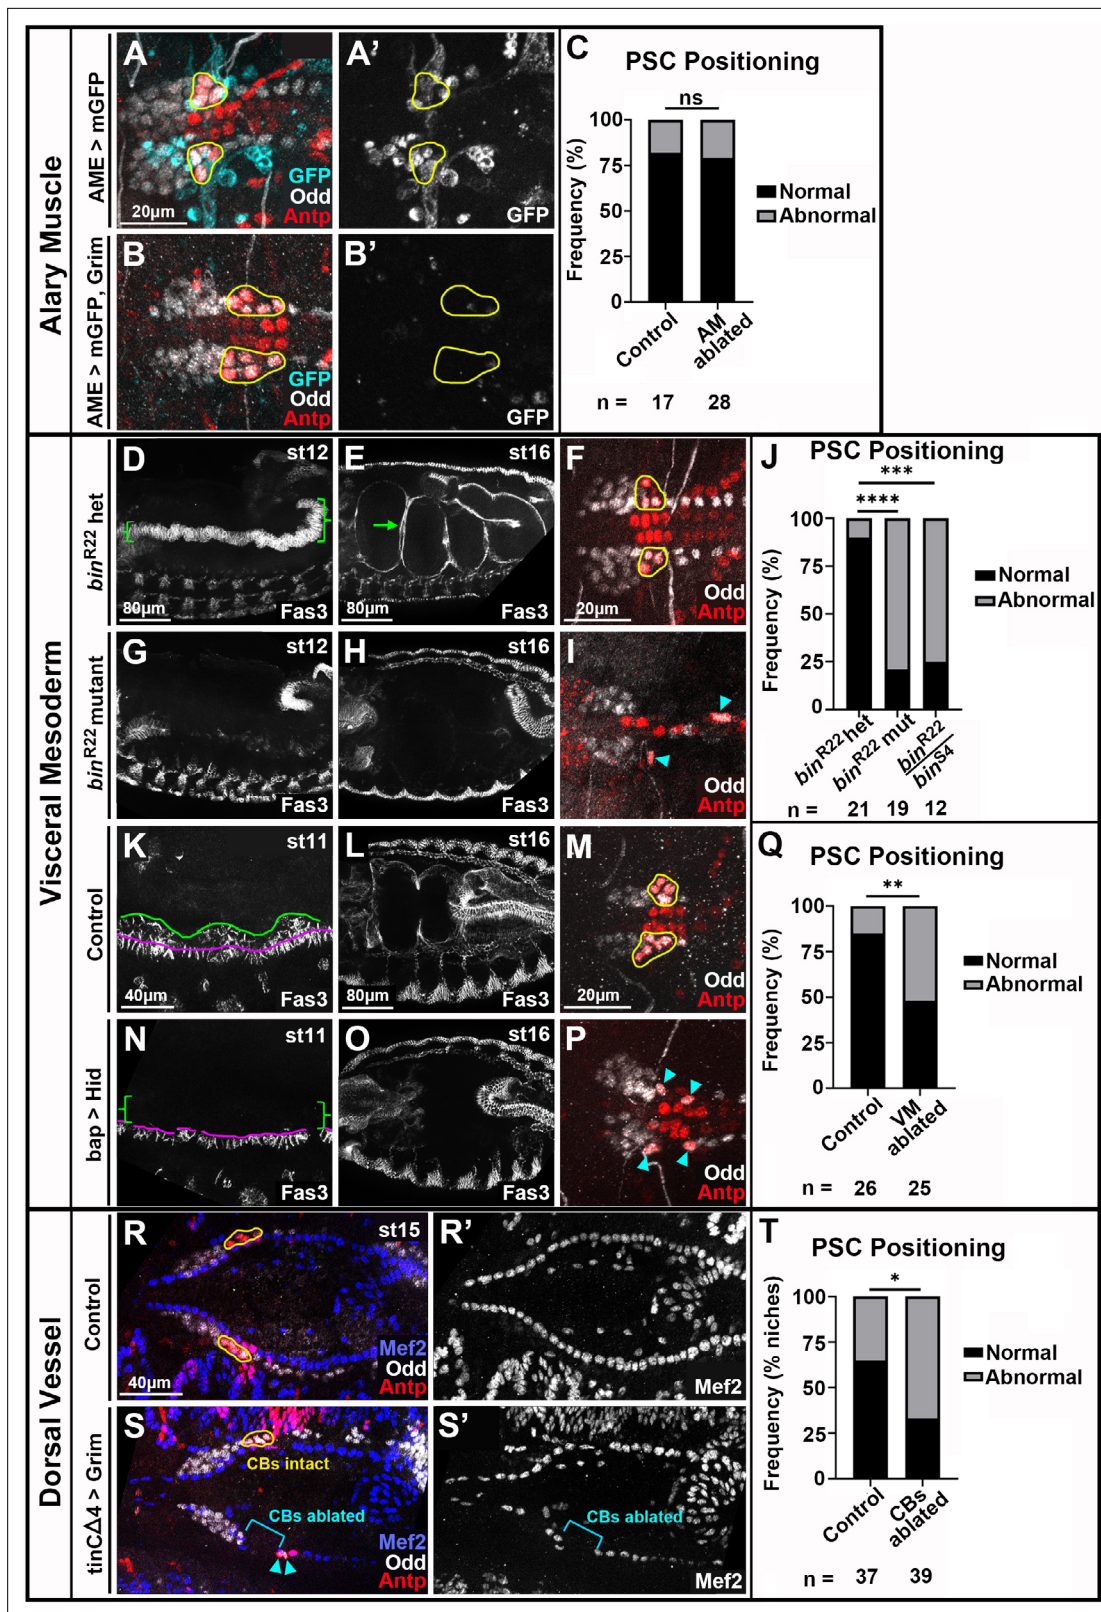 Alary Muscle
AME > mGFP
A
GFP
Odd
Antp
20µm
A’
GFP
AME > mGFP, Grim
B
GFP
Odd
Antp
B’
GFP
C
PSC Positioning
ns
Frequency (%)
100
75
50
25
0
Normal
Abnormal
Control
AM ablated
n = 17 28
Visceral Mesoderm
binR22 het
D
st12
80µm
Fas3
E
st16
80µm
Fas3
F
Odd
Antp
20µm
binR22 mutant
G
st12
Fas3
H
st16
Fas3
I
Odd
Antp
J
PSC Positioning
***
****
Frequency (%)
100
75
50
25
0
Normal
Abnormal
binR22 het
binR22 mut
binR22
binS4
n = 21 19 12
Control
K
st11
40µm
Fas3
L
st16
80µm
Fas3
M
Odd
Antp
20µm
bap > Hid
N
st11
Fas3
O
st16
Fas3
P
Odd
Antp
Q
PSC Positioning
**
Frequency (%)
100
75
50
25
0
Normal
Abnormal
Control
VM ablated
n = 26 25
Dorsal Vessel
Control
R
st15
Mef2
Odd
Antp
40µm
R’
Mef2
tinCΔ4 > Grim
S
CBs intact
CBs ablated
Mef2
Odd
Antp
S’
CBs ablated
Mef2
T
PSC Positioning
*
Frequency (% niches)
100
75
50
25
0
Normal
Abnormal
Control
CBs ablated
n = 37 39